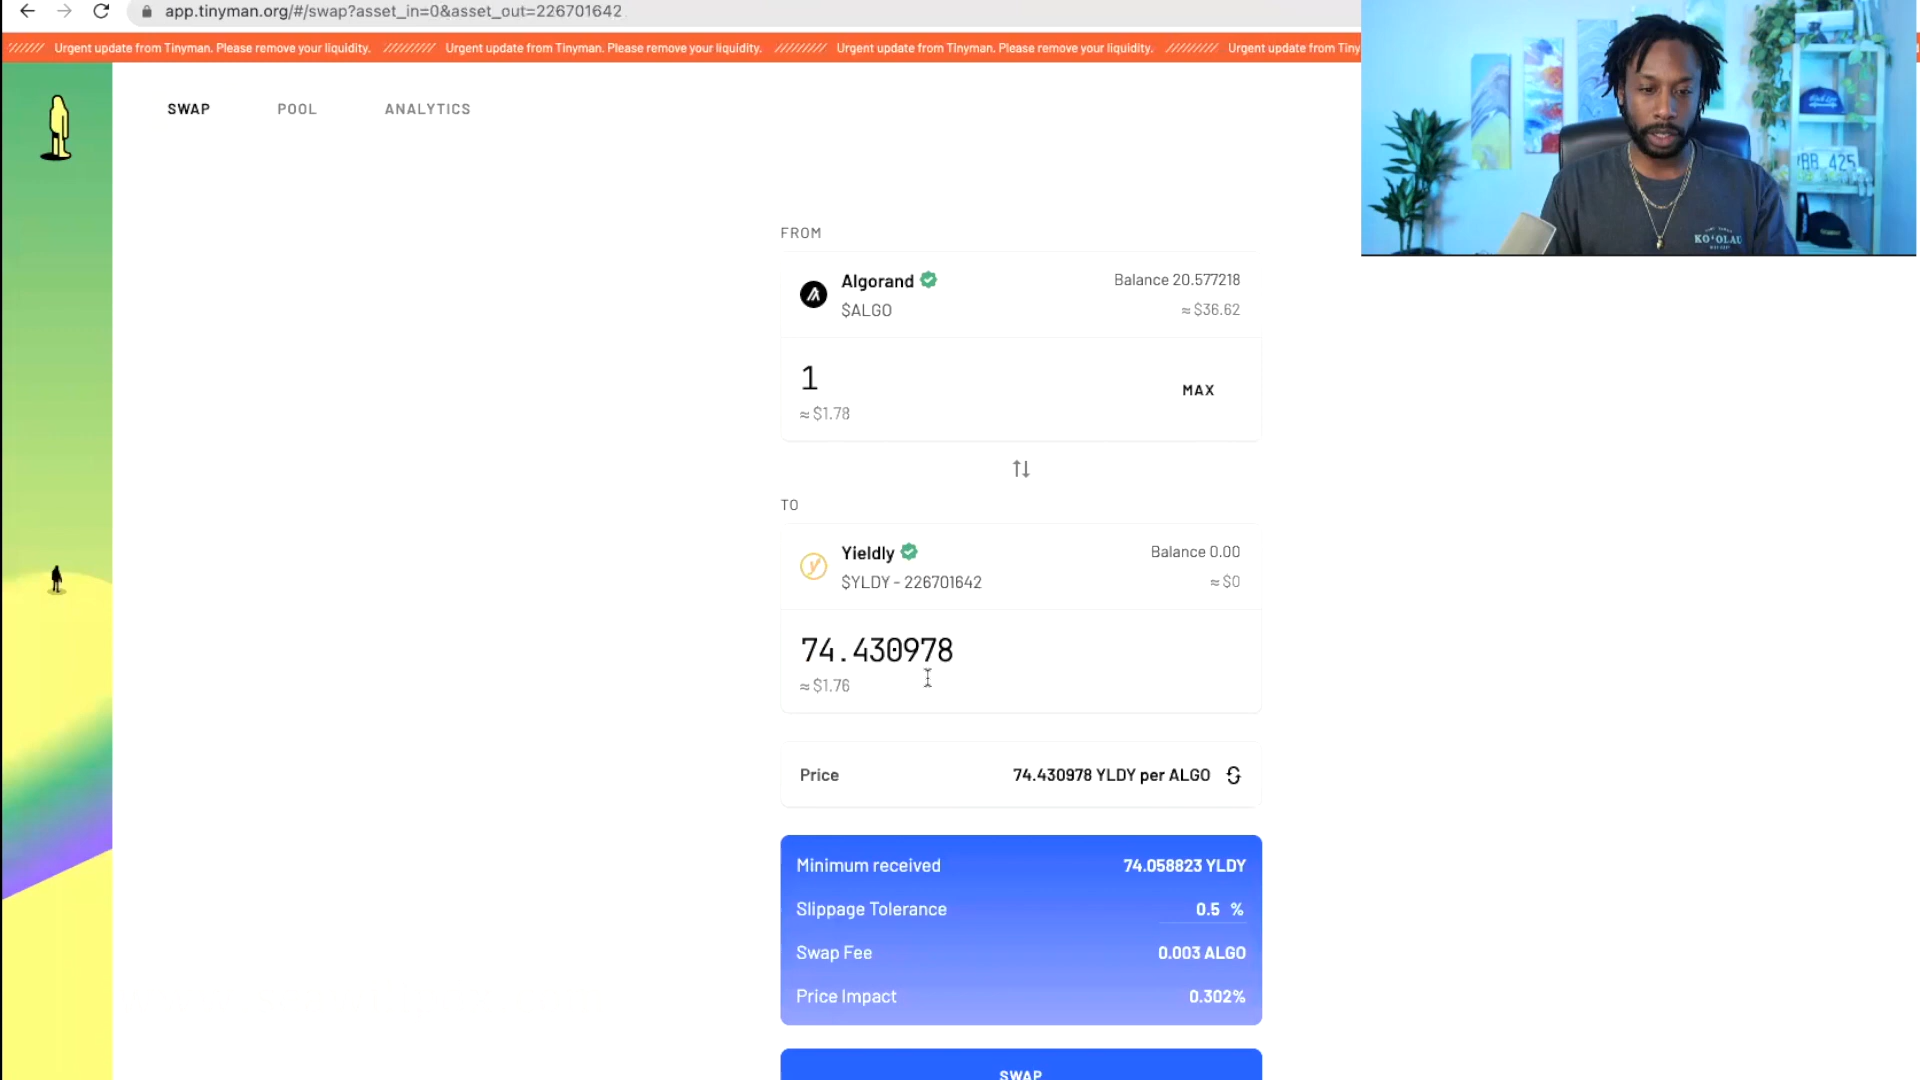 app.tinyman.org/#/swap?asset_in=0&asset_out=226701642
Urgent update from Tinyman. Please remove your liquidity. Urgent update from Tinyman. Please remove your liquidity. Urgent update from Tinyman. Please remove your liquidity. Urgent update from Tiny
SWAP POOL ANALYTICS
FROM
Algorand Balance 20.577218
$ALGO ≈ $36.62
1
MAX
≈ $1.78
TO
Yieldly Balance 0.00
$YLDY - 226701642 ≈ $0
74.430978
≈ $1.76
Price 74.430978 YLDY per ALGO
Minimum received 74.058823 YLDY
Slippage Tolerance 0.5 %
Swap Fee 0.003 ALGO
Price Impact 0.302%
SWAP
KO'OLAU
BB 425